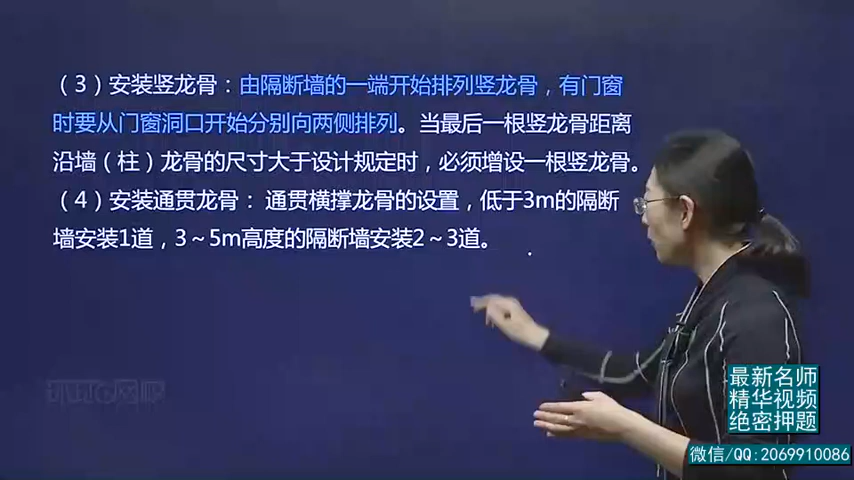 （3）安装竖龙骨：由隔断墙的一端开始排列竖龙骨，有门窗
时要从门窗洞口开始分别向两侧排列。当最后一根竖龙骨距离
沿墙（柱）龙骨的尺寸大于设计规定时，必须增设一根竖龙骨。
（4）安装通贯龙骨： 通贯横撑龙骨的设置，低于3m的隔断
墙安装1道，3～5m高度的隔断墙安装2～3道。
最新名师
精华视频
绝密押题
微信/QQ:2069910086